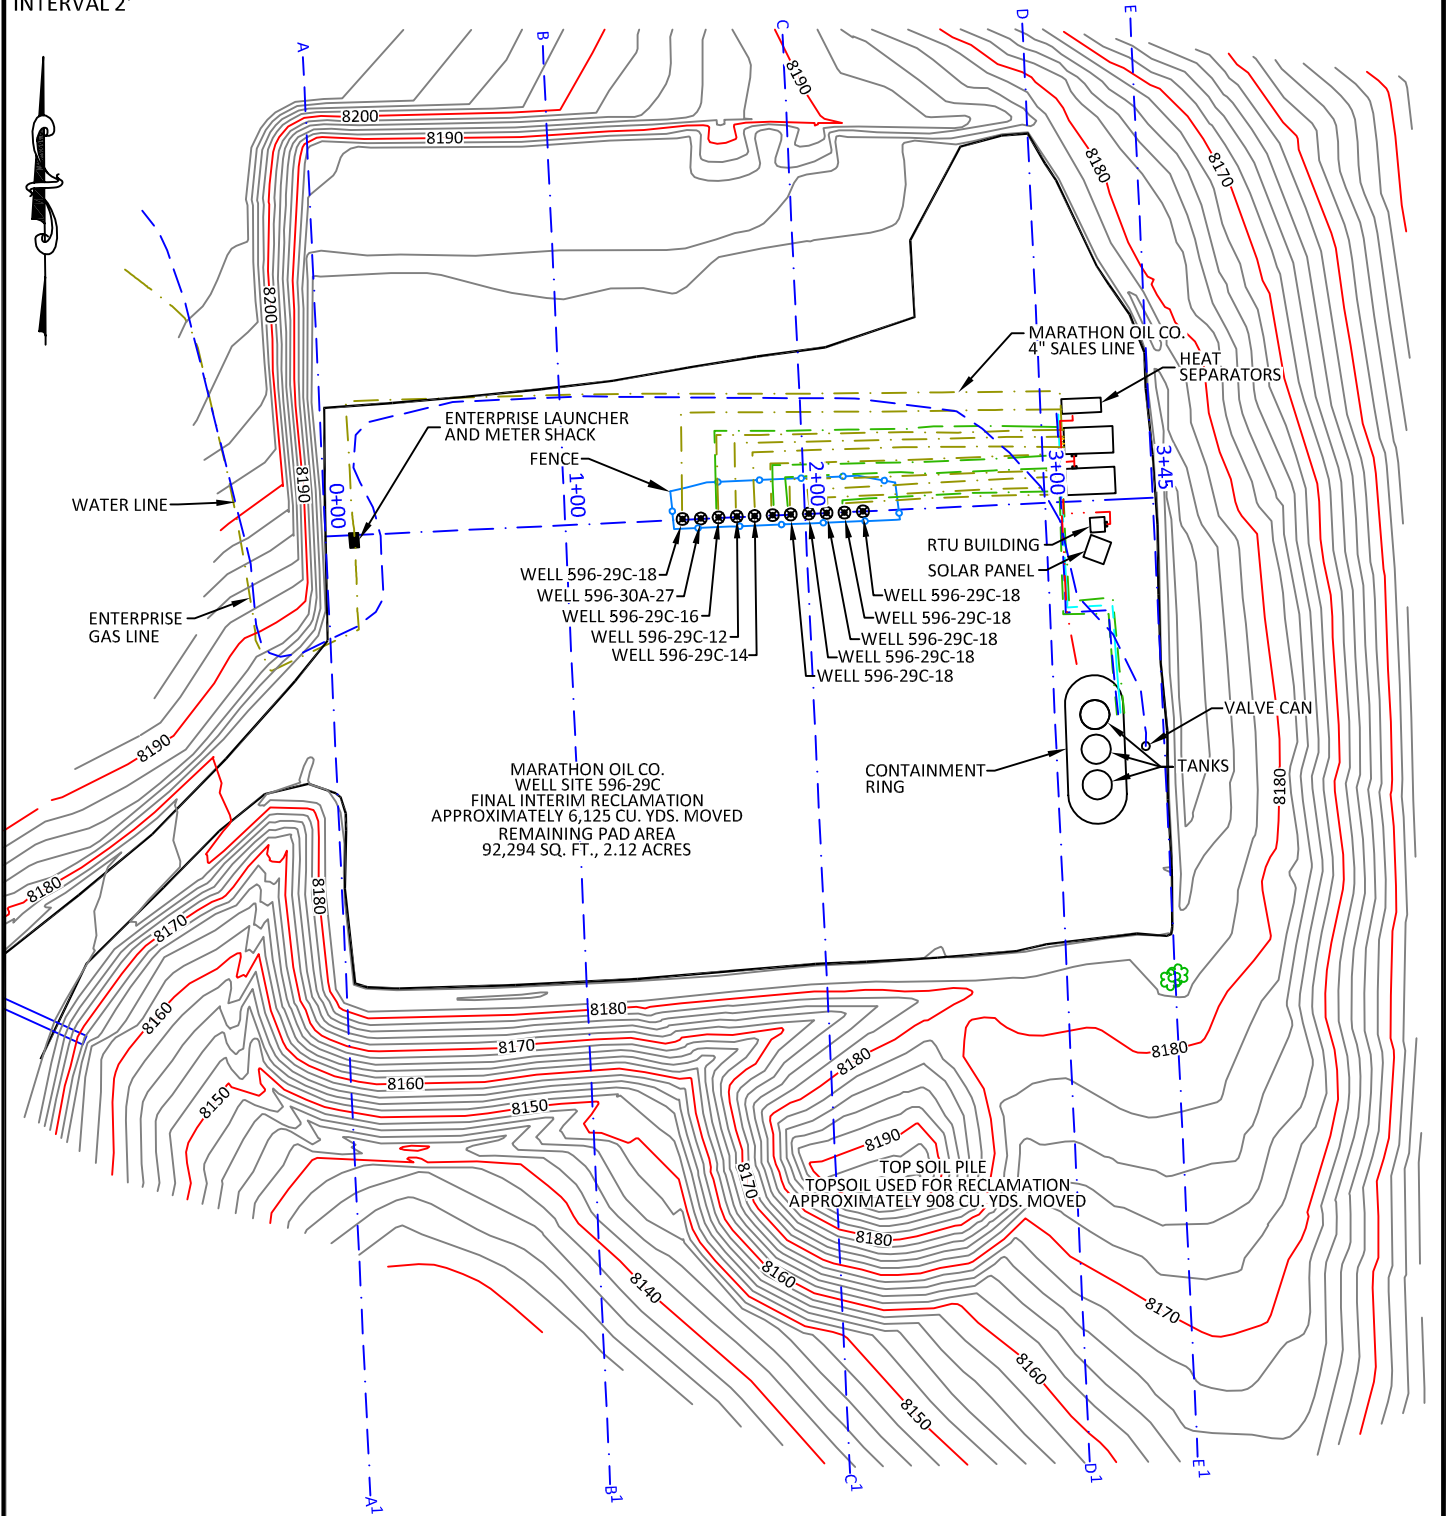 INTERVAL 2'
A
B
C
D
E
8190
8200
8190
8180
8170
8200
MARATHON OIL CO.
4" SALES LINE
HEAT
SEPARATORS
ENTERPRISE LAUNCHER
AND METER SHACK
FENCE
8190
0+00
1+00
2+00
3+00
3+45
WATER LINE
RTU BUILDING
SOLAR PANEL
WELL 596-29C-18
WELL 596-30A-27
WELL 596-29C-16
WELL 596-29C-12
WELL 596-29C-14
WELL 596-29C-18
WELL 596-29C-18
WELL 596-29C-18
WELL 596-29C-18
WELL 596-29C-18
ENTERPRISE
GAS LINE
VALVE CAN
8190
CONTAINMENT
RING
TANKS
8180
MARATHON OIL CO.
WELL SITE 596-29C
FINAL INTERIM RECLAMATION
APPROXIMATELY 6,125 CU. YDS. MOVED
REMAINING PAD AREA
92,294 SQ. FT., 2.12 ACRES
8180
8180
8170
8160
8180
8170
8180
8180
8160
8150
8150
8190
TOP SOIL PILE
TOPSOIL USED FOR RECLAMATION
APPROXIMATELY 908 CU. YDS. MOVED
8170
8180
8160
8140
8170
8160
8150
A1
B1
C1
D1
E1